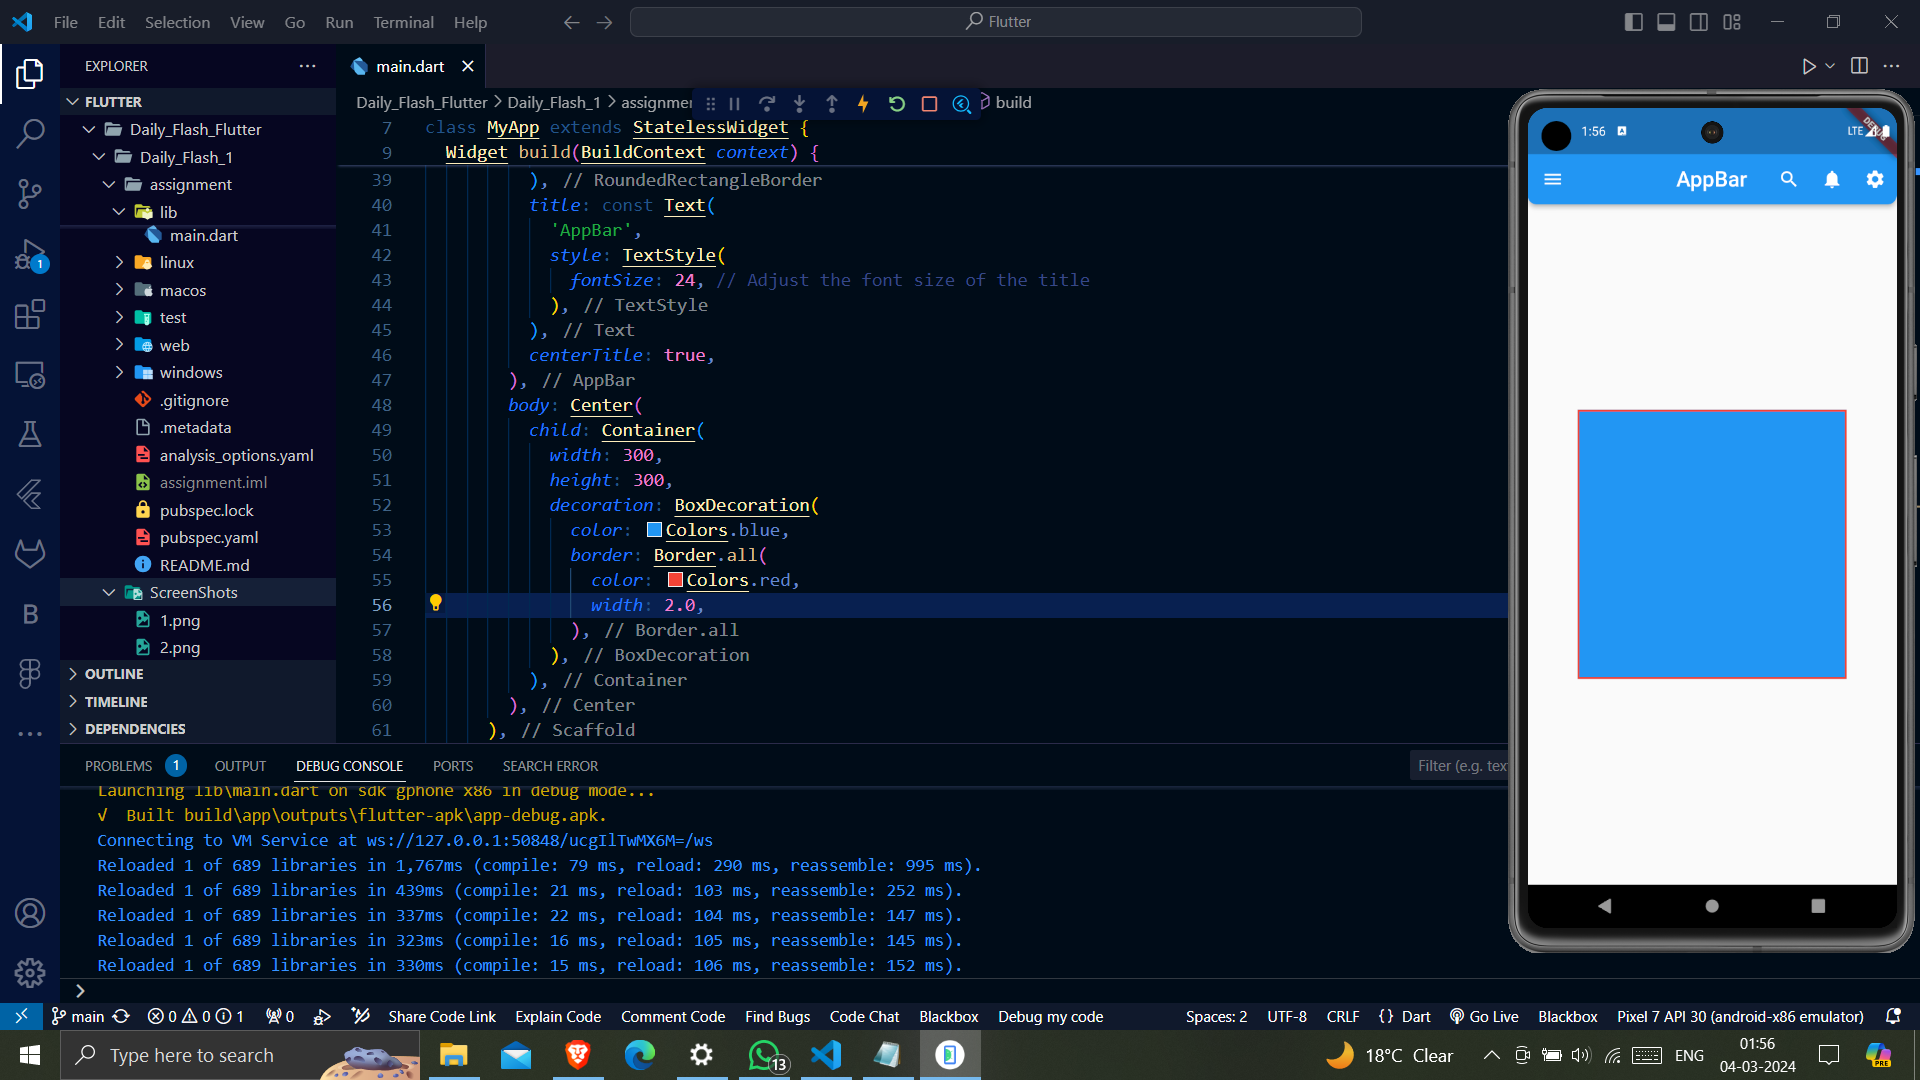 File Edit Selection View Go Run Terminal Help
Flutter
EXPLORER
FLUTTER
Daily_Flash_Flutter
Daily_Flash_1
assignment
lib
main.dart
linux
macos
test
web
windows
.gitignore
.metadata
analysis_options.yaml
assignment.iml
pubspec.lock
pubspec.yaml
README.md
ScreenShots
1.png
2.png
OUTLINE
TIMELINE
DEPENDENCIES
1
main.dart
Daily_Flash_Flutter > Daily_Flash_1 > build
7 class MyApp extends StatelessWidget {
9 Widget build(BuildContext context) {
39 ), // RoundedRectangleBorder
40 title: const Text(
41 'AppBar',
42 style: TextStyle(
43 fontSize: 24, // Adjust the font size of the title
44 ), // TextStyle
45 ), // Text
46 centerTitle: true,
47 ), // AppBar
48 body: Center(
49 child: Container(
50 width: 300,
51 height: 300,
52 decoration: BoxDecoration(
53 color: Colors.blue,
54 border: Border.all(
55 color: Colors.red,
56 width: 2.0,
57 ), // Border.all
58 ), // BoxDecoration
59 ), // Container
60 ), // Center
61 ), // Scaffold
1:56 LTE
DEBUG
AppBar
PROBLEMS 1 OUTPUT DEBUG CONSOLE PORTS SEARCH ERROR
Filter (e.g.
Launching lib\main.dart on sdk gphone x86 in debug mode...
√ Built build\app\outputs\flutter-apk\app-debug.apk.
Connecting to VM Service at ws://127.0.0.1:50848/ucgIlTwMX6M=/ws
Reloaded 1 of 689 libraries in 1,767ms (compile: 79 ms, reload: 290 ms, reassemble: 995 ms).
Reloaded 1 of 689 libraries in 439ms (compile: 21 ms, reload: 103 ms, reassemble: 252 ms).
Reloaded 1 of 689 libraries in 337ms (compile: 22 ms, reload: 104 ms, reassemble: 147 ms).
Reloaded 1 of 689 libraries in 323ms (compile: 16 ms, reload: 105 ms, reassemble: 145 ms).
Reloaded 1 of 689 libraries in 330ms (compile: 15 ms, reload: 106 ms, reassemble: 152 ms).
main 0 0 1 0 Share Code Link Explain Code Comment Code Find Bugs Code Chat Blackbox Debug my code Spaces: 2 UTF-8 CRLF {} Dart Go Live Blackbox Pixel 7 API 30 (android-x86 emulator)
Type here to search 13 18°C Clear ENG
01:56
04-03-2024
PRE